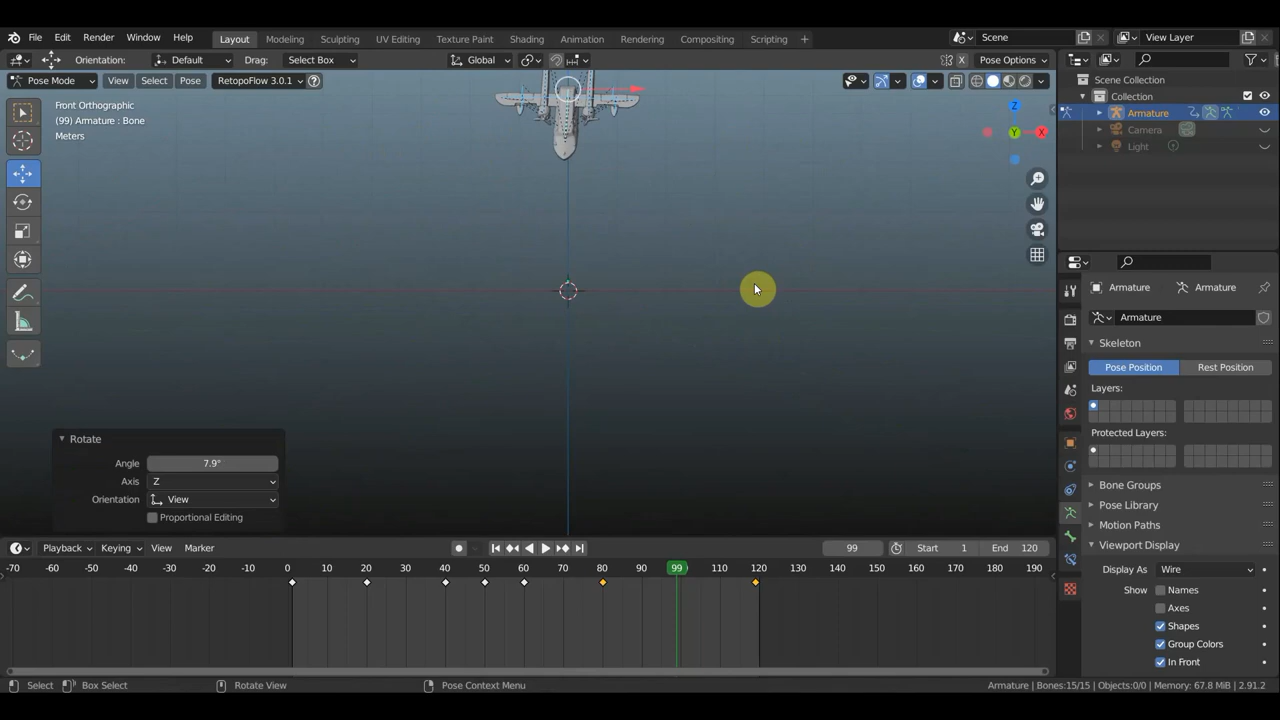 File Edit Render Window Help Layout Modeling Sculpting UV Editing Texture Paint Shading Animation Rendering Compositing Scripting + Scene View Layer
Orientation: Default Drag: Select Box Global Pose Options
Pose Mode View Select Pose RetopoFlow 3.0.1 ?
Scene Collection
Collection
Armature
Camera
Light
Front Orthographic
(99) Armature : Bone
Meters
Z
Y
X
Armature Armature
Armature
Skeleton
Pose Position Rest Position
Layers:
Protected Layers:
Bone Groups
Pose Library
Motion Paths
Viewport Display
Display As Wire
Show Names
Axes
Shapes
Group Colors
In Front
Rotate
Angle 7.9°
Axis Z
Orientation View
Proportional Editing
Playback Keying View Marker 99 Start 1 End 120
-70 -60 -50 -40 -30 -20 -10 0 10 20 30 40 50 60 70 80 90 99 110 120 130 140 150 160 170 180 190
Select Box Select Rotate View Pose Context Menu Armature | Bones:15/15 | Objects:0/0 | Memory: 67.8 MiB | 2.91.2